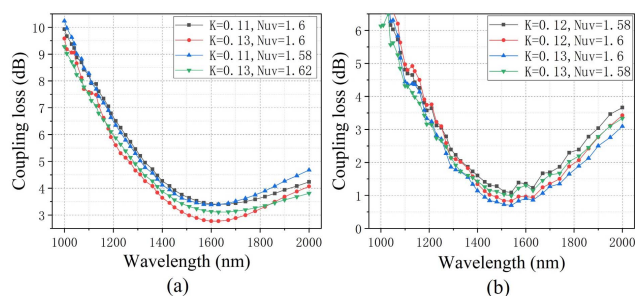 (a)
10
9
8
7
6
5
4
3
Coupling loss (dB)
K=0.11,Nuv=1.6
K=0.13,Nuv=1.6
K=0.11,Nuv=1.58
K=0.13,Nuv=1.62
1000 1200 1400 1600 1800 2000
Wavelength (nm)
(a)
6
5
4
3
2
1
0
Coupling loss (dB)
K=0.12,Nuv=1.58
K=0.12,Nuv=1.6
K=0.13,Nuv=1.6
K=0.13,Nuv=1.58
1000 1200 1400 1600 1800 2000
Wavelength (nm)
(b)